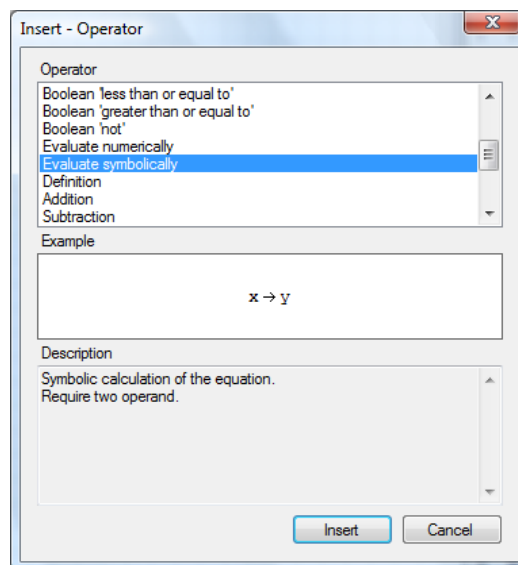 Insert - Operator
Operator
Boolean 'less than or equal to'
Boolean 'greater than or equal to'
Boolean 'not'
Evaluate numerically
Evaluate symbolically
Definition
Addition
Subtraction
Example
x → y
Description
Symbolic calculation of the equation.
Require two operand.
Insert
Cancel